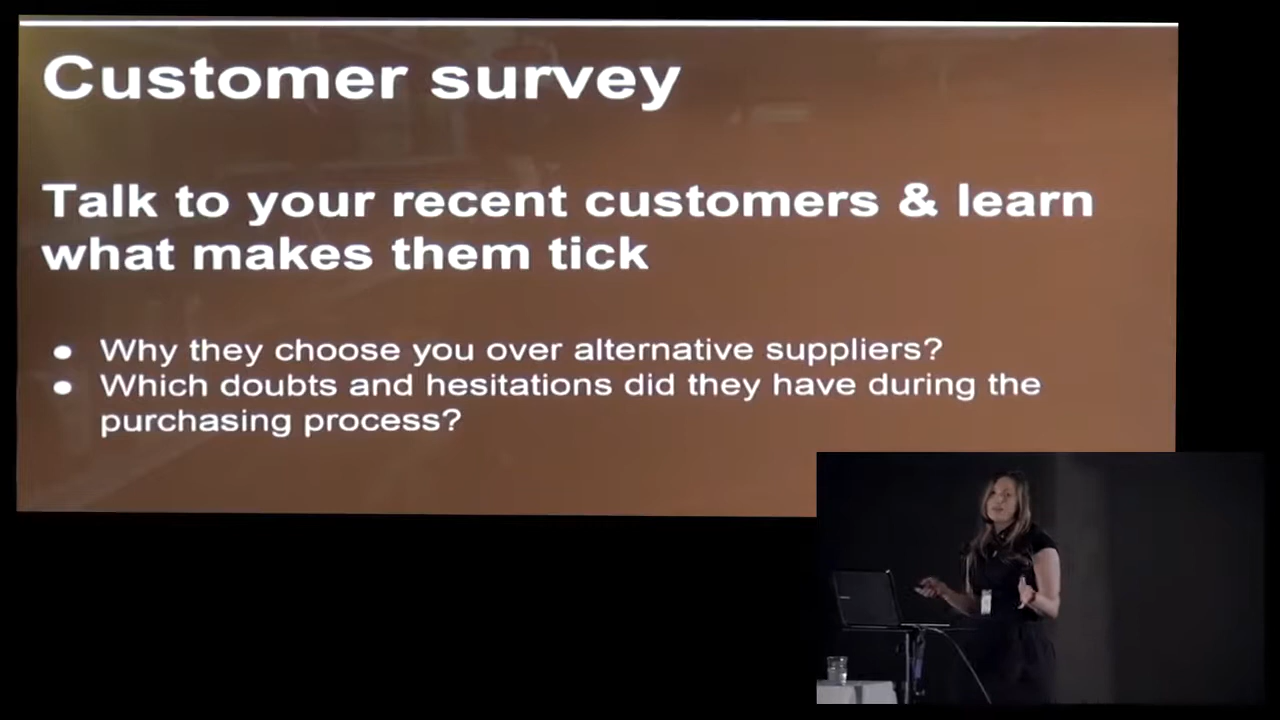 Customer survey
Talk to your recent customers & learn
what makes them tick
Why they choose you over alternative suppliers?
Which doubts and hesitations did they have during the
purchasing process?